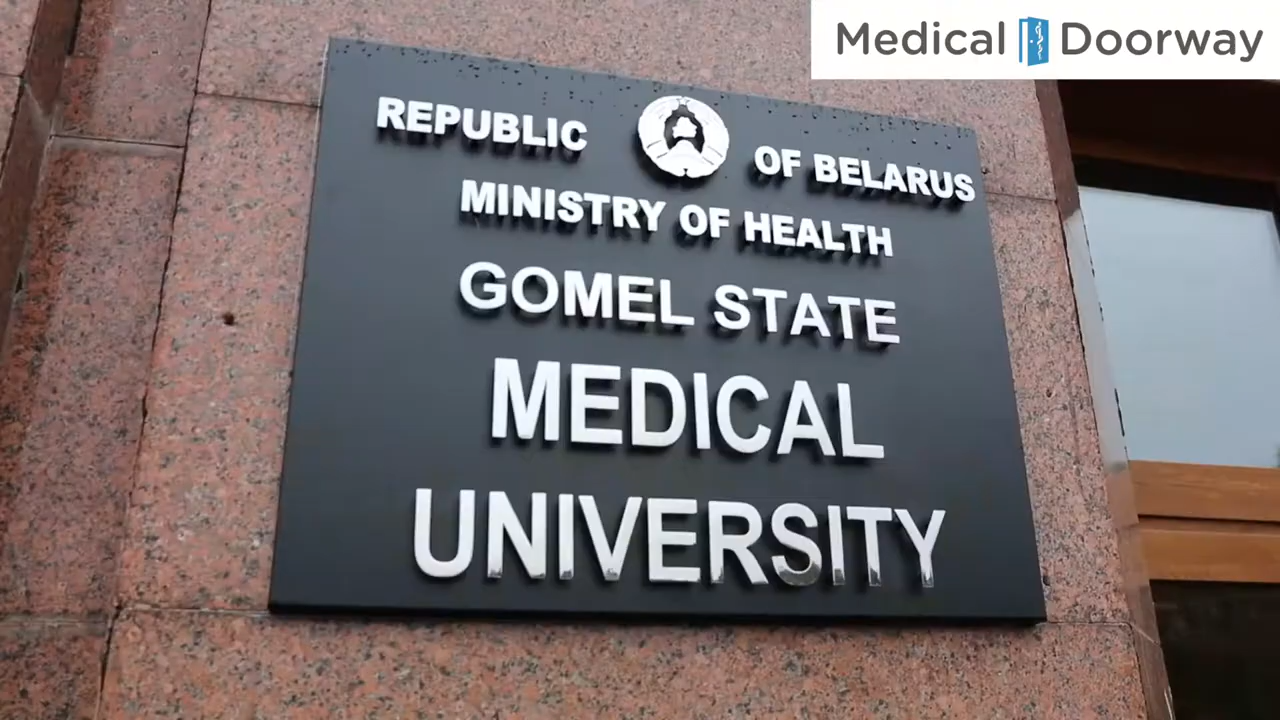 Medical Doorway
REPUBLIC OF BELARUS
MINISTRY OF HEALTH
GOMEL STATE
MEDICAL
UNIVERSITY